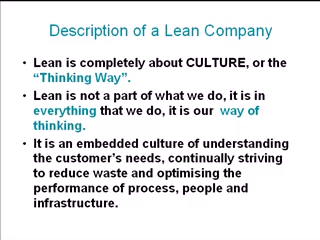 Description of a Lean Company
• Lean is completely about CULTURE, or the
“Thinking Way”.
• Lean is not a part of what we do, it is in
everything that we do, it is our way of
thinking.
• It is an embedded culture of understanding
the customer’s needs, continually striving
to reduce waste and optimising the
performance of process, people and
infrastructure.